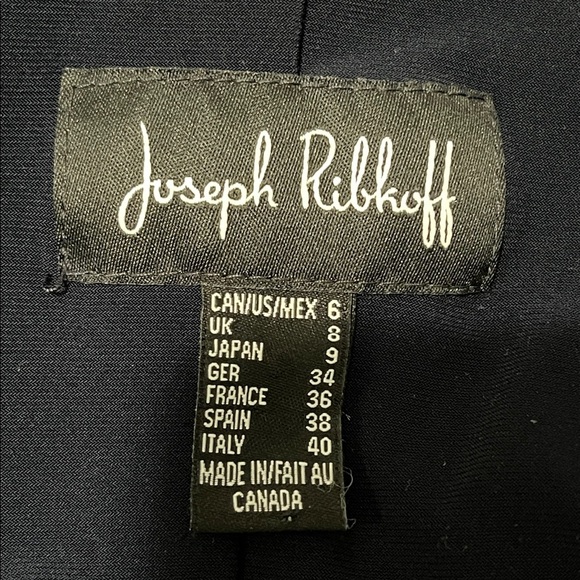 Joseph Ribkoff
CAN/US/MEX 6
UK 8
JAPAN 9
GER 34
FRANCE 36
SPAIN 38
ITALY 40
MADE IN/FAIT AU
CANADA